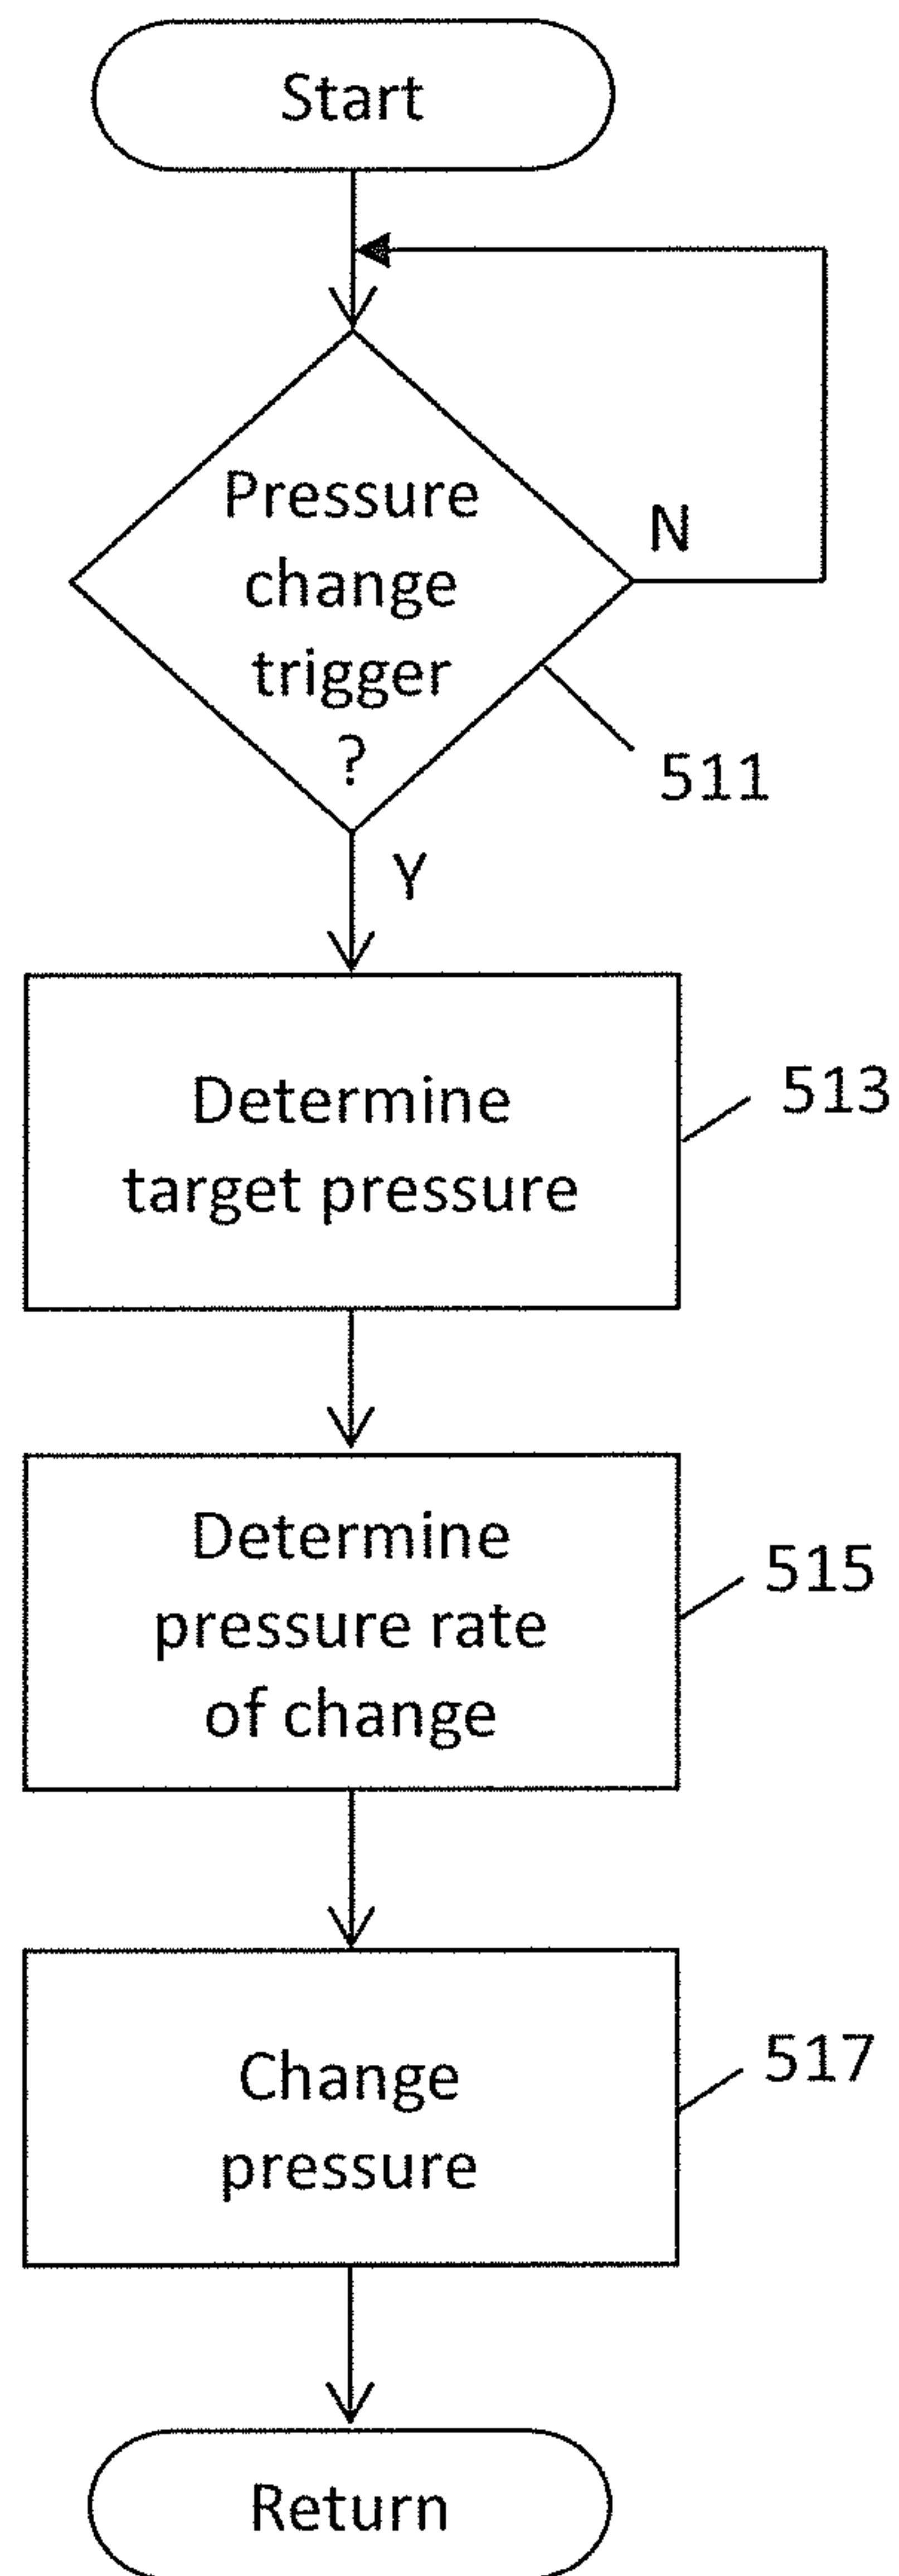 Start
Pressure
change
trigger
?
N
511
Y
Determine
target pressure
513
Determine
pressure rate
of change
515
Change
pressure
517
Return